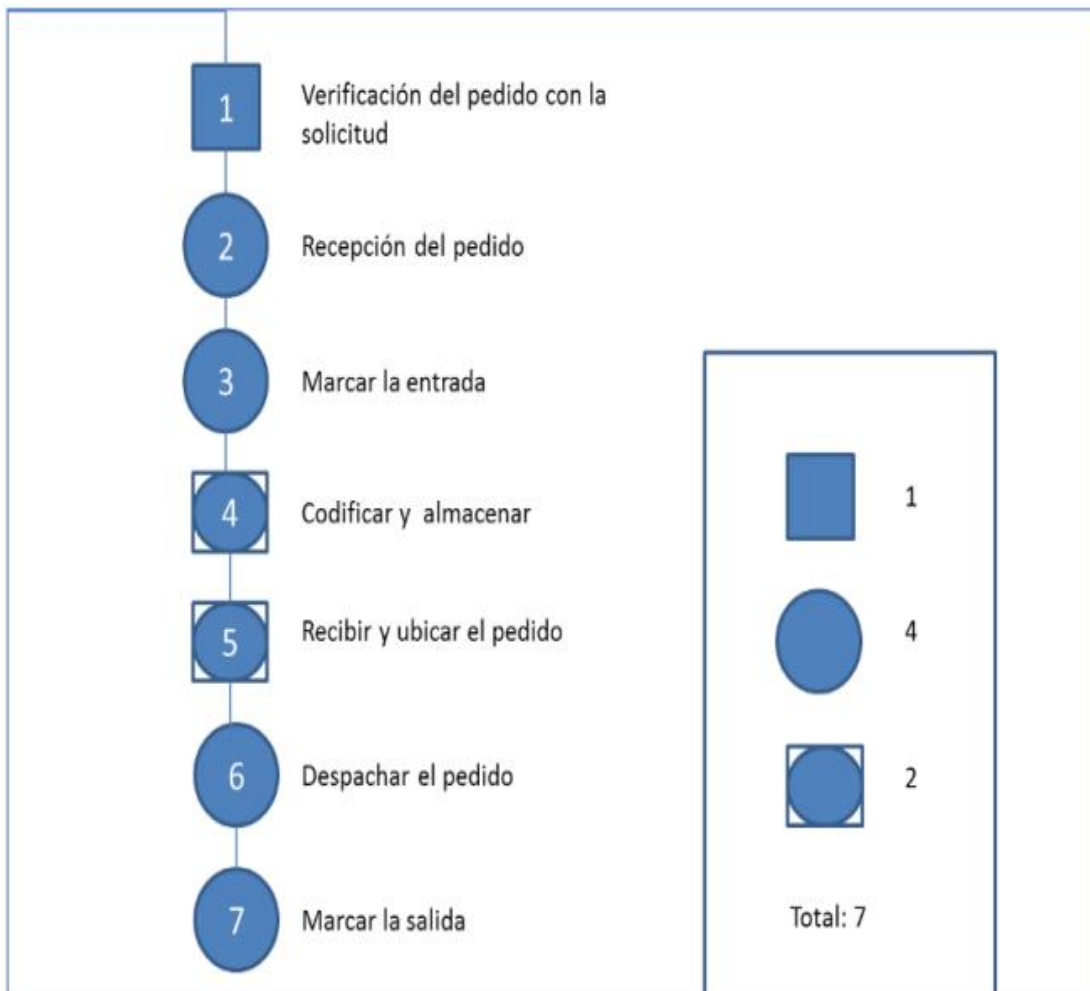 1
Verificación del pedido con la
solicitud
2
Recepción del pedido
3
Marcar la entrada
4
Codificar y almacenar
5
Recibir y ubicar el pedido
6
Despachar el pedido
7
Marcar la salida
1
4
2
Total: 7